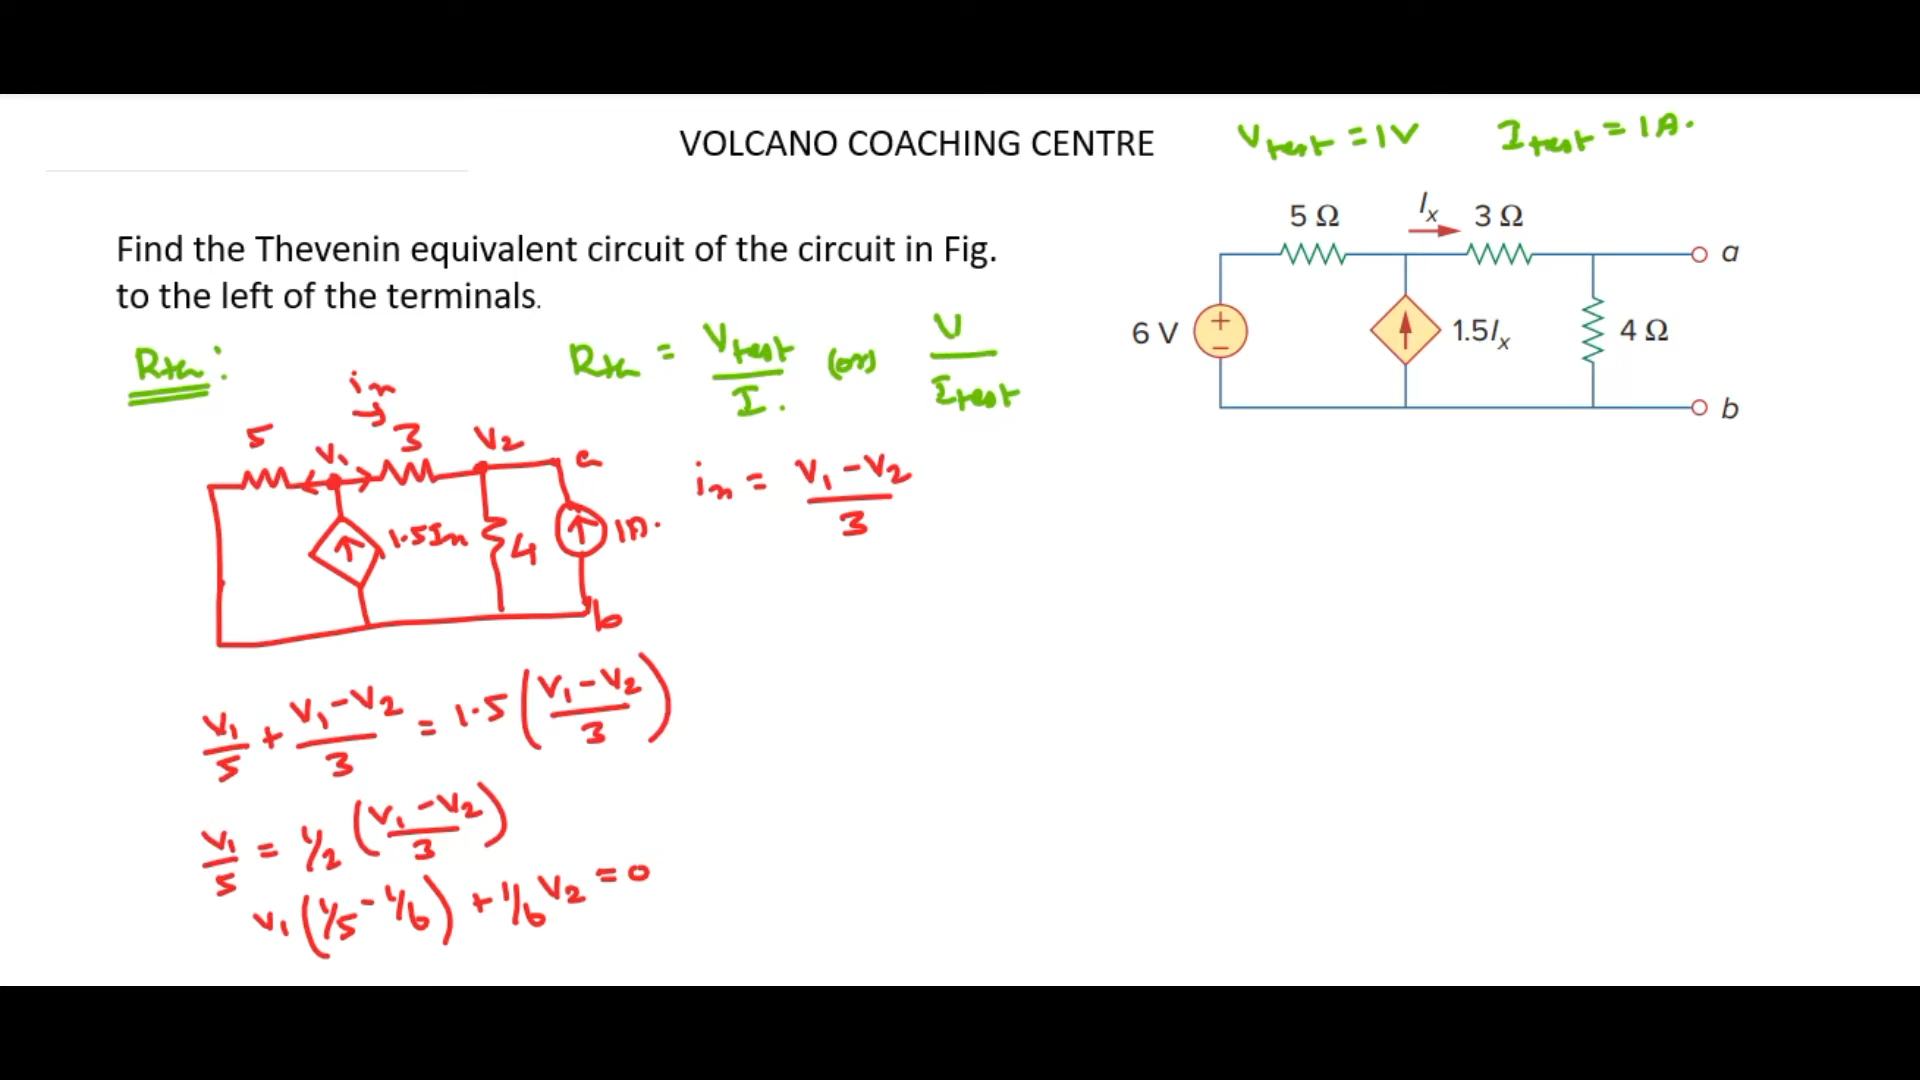 VOLCANO COACHING CENTRE
Vtest = 1V Itest = 1A.
Find the Thevenin equivalent circuit of the circuit in Fig.
to the left of the terminals.
5 Ω Ix 3 Ω a
6 V + − 1.5Ix 4 Ω
b
Rth: Rth = Vtest / I. (or) V / Itest
ix
5 V1 3 V2 a
1.5Ix 4 1A.
b
ix = V1 - V2 / 3
V1/5 + V1 - V2 / 3 = 1.5 (V1 - V2 / 3)
V1/5 = 1/2 (V1 - V2 / 3)
V1 (1/5 - 1/6) + 1/6 V2 = 0